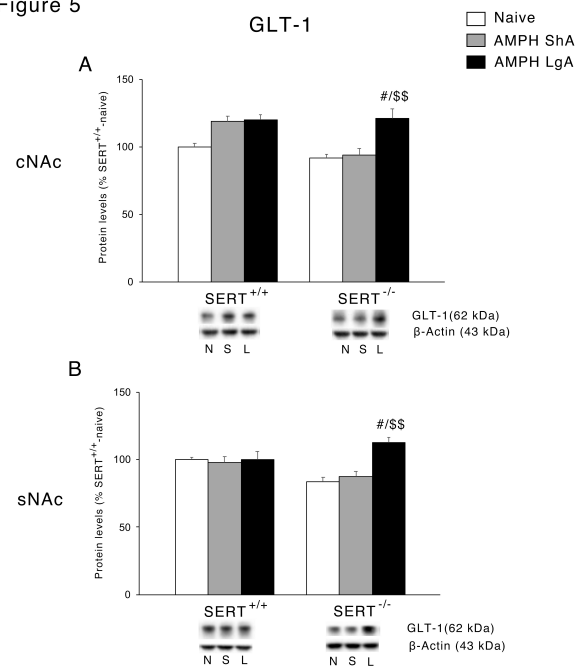 Figure 5
GLT-1
Naive
AMPH ShA
AMPH LgA
A
cNAc
Protein levels (% SERT+/+-naive)
150
100
50
0
#/$$
SERT+/+
SERT-/-
GLT-1(62 kDa)
β-Actin (43 kDa)
N S L
N S L
B
sNAc
Protein levels (% SERT+/+-naive)
150
100
50
0
#/$$
SERT+/+
SERT-/-
GLT-1(62 kDa)
β-Actin (43 kDa)
N S L
N S L